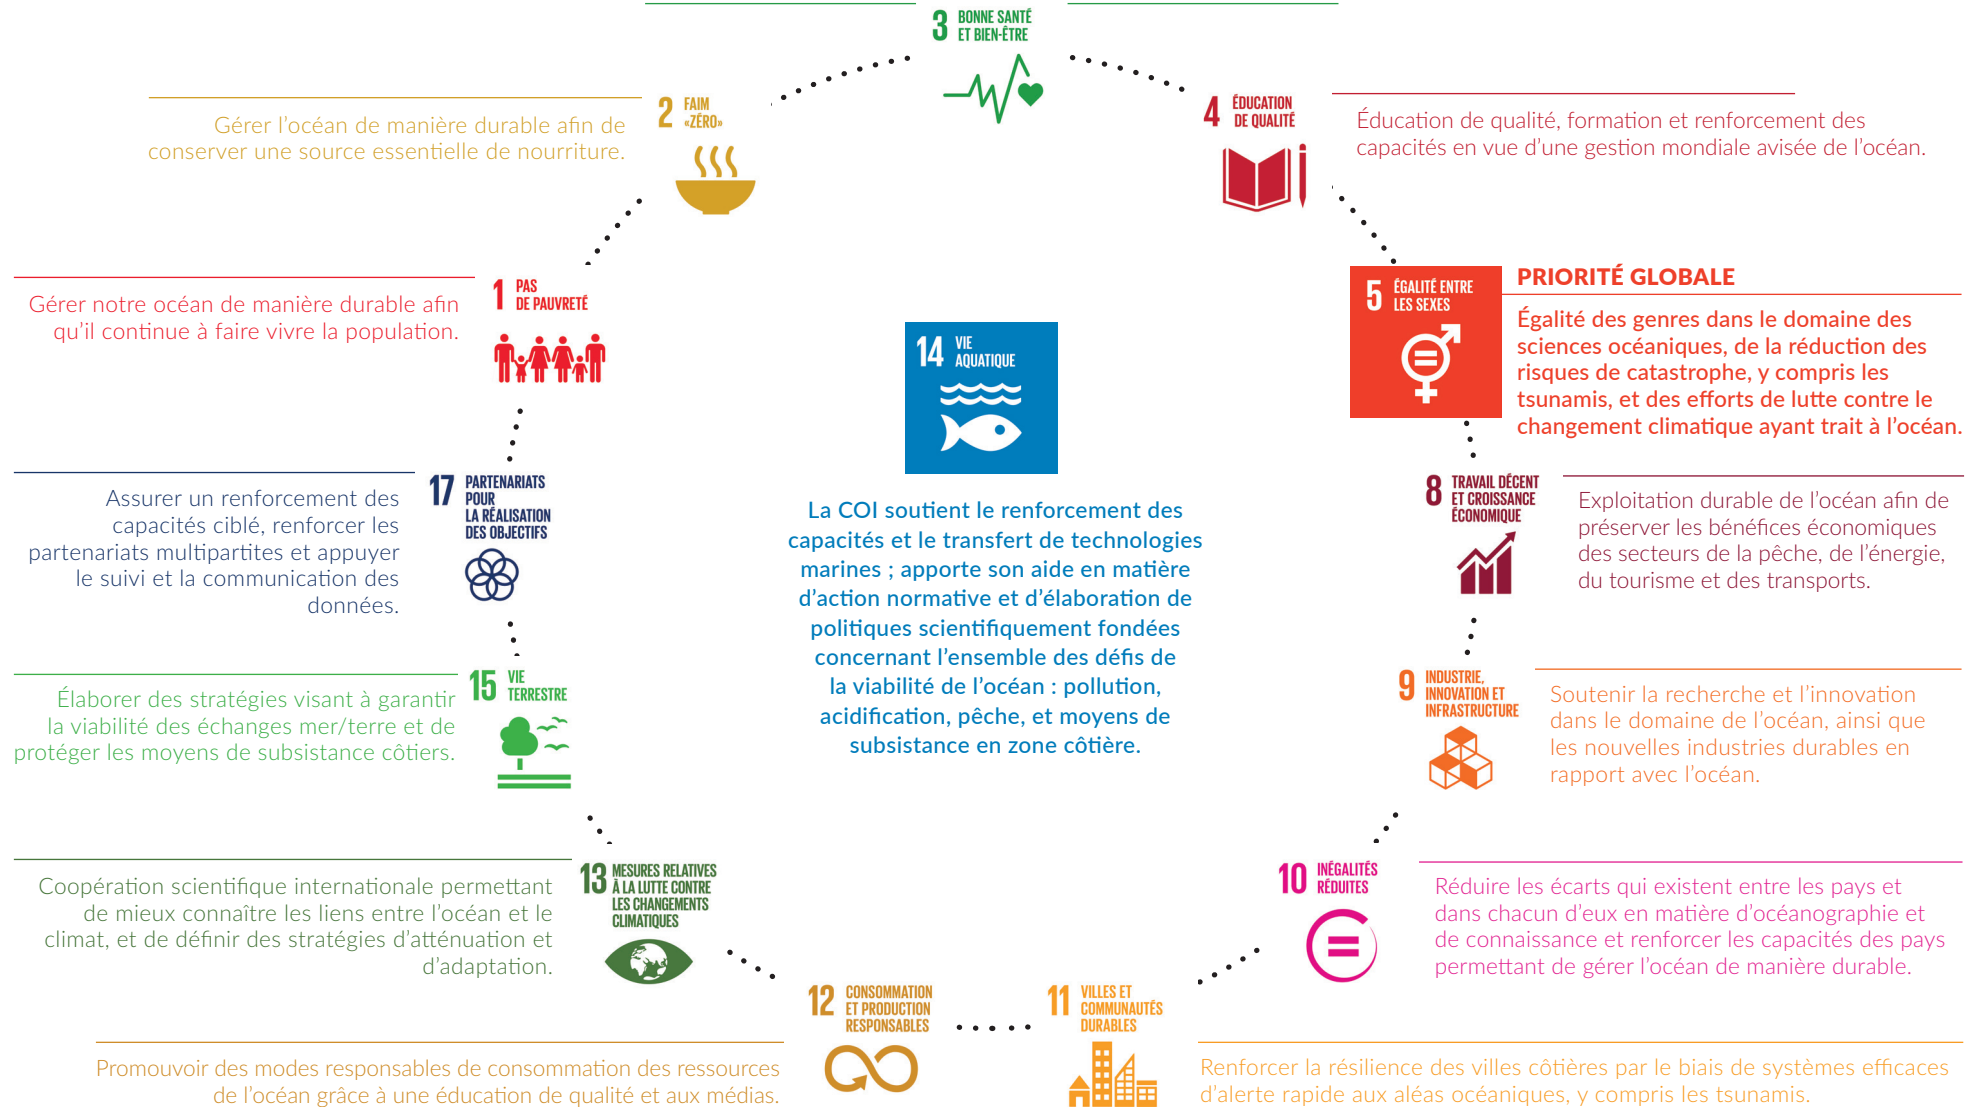 3 BONNE SANTÉ
ET BIEN-ÊTRE
2 FAIM
«ZÉRO»
Gérer l'océan de manière durable afin de
conserver une source essentielle de nourriture.
4 ÉDUCATION
DE QUALITÉ
Éducation de qualité, formation et renforcement des
capacités en vue d'une gestion mondiale avisée de l'océan.
1 PAS
DE PAUVRETÉ
Gérer notre océan de manière durable afin
qu'il continue à faire vivre la population.
5 ÉGALITÉ ENTRE
LES SEXES
PRIORITÉ GLOBALE
Égalité des genres dans le domaine des
sciences océaniques, de la réduction des
risques de catastrophe, y compris les
tsunamis, et des efforts de lutte contre le
changement climatique ayant trait à l'océan.
14 VIE
AQUATIQUE
La COI soutient le renforcement des
capacités et le transfert de technologies
marines ; apporte son aide en matière
d'action normative et d'élaboration de
politiques scientifiquement fondées
concernant l'ensemble des défis de
la viabilité de l'océan : pollution,
acidification, pêche, et moyens de
subsistance en zone côtière.
17 PARTENARIATS
POUR
LA RÉALISATION
DES OBJECTIFS
Assurer un renforcement des
capacités ciblé, renforcer les
partenariats multipartites et appuyer
le suivi et la communication des
données.
8 TRAVAIL DÉCENT
ET CROISSANCE
ÉCONOMIQUE
Exploitation durable de l'océan afin de
préserver les bénéfices économiques
des secteurs de la pêche, de l'énergie,
du tourisme et des transports.
15 VIE
TERRESTRE
Élaborer des stratégies visant à garantir
la viabilité des échanges mer/terre et de
protéger les moyens de subsistance côtiers.
9 INDUSTRIE,
INNOVATION ET
INFRASTRUCTURE
Soutenir la recherche et l'innovation
dans le domaine de l'océan, ainsi que
les nouvelles industries durables en
rapport avec l'océan.
13 MESURES RELATIVES
À LA LUTTE CONTRE
LES CHANGEMENTS
CLIMATIQUES
Coopération scientifique internationale permettant
de mieux connaître les liens entre l'océan et le
climat, et de définir des stratégies d'atténuation et
d'adaptation.
10 INÉGALITÉS
RÉDUITES
Réduire les écarts qui existent entre les pays et
dans chacun d'eux en matière d'océanographie et
de connaissance et renforcer les capacités des pays
permettant de gérer l'océan de manière durable.
12 CONSOMMATION
ET PRODUCTION
RESPONSABLES
Promouvoir des modes responsables de consommation des ressources
de l'océan grâce à une éducation de qualité et aux médias.
11 VILLES ET
COMMUNAUTÉS
DURABLES
Renforcer la résilience des villes côtières par le biais de systèmes efficaces
d'alerte rapide aux aléas océaniques, y compris les tsunamis.